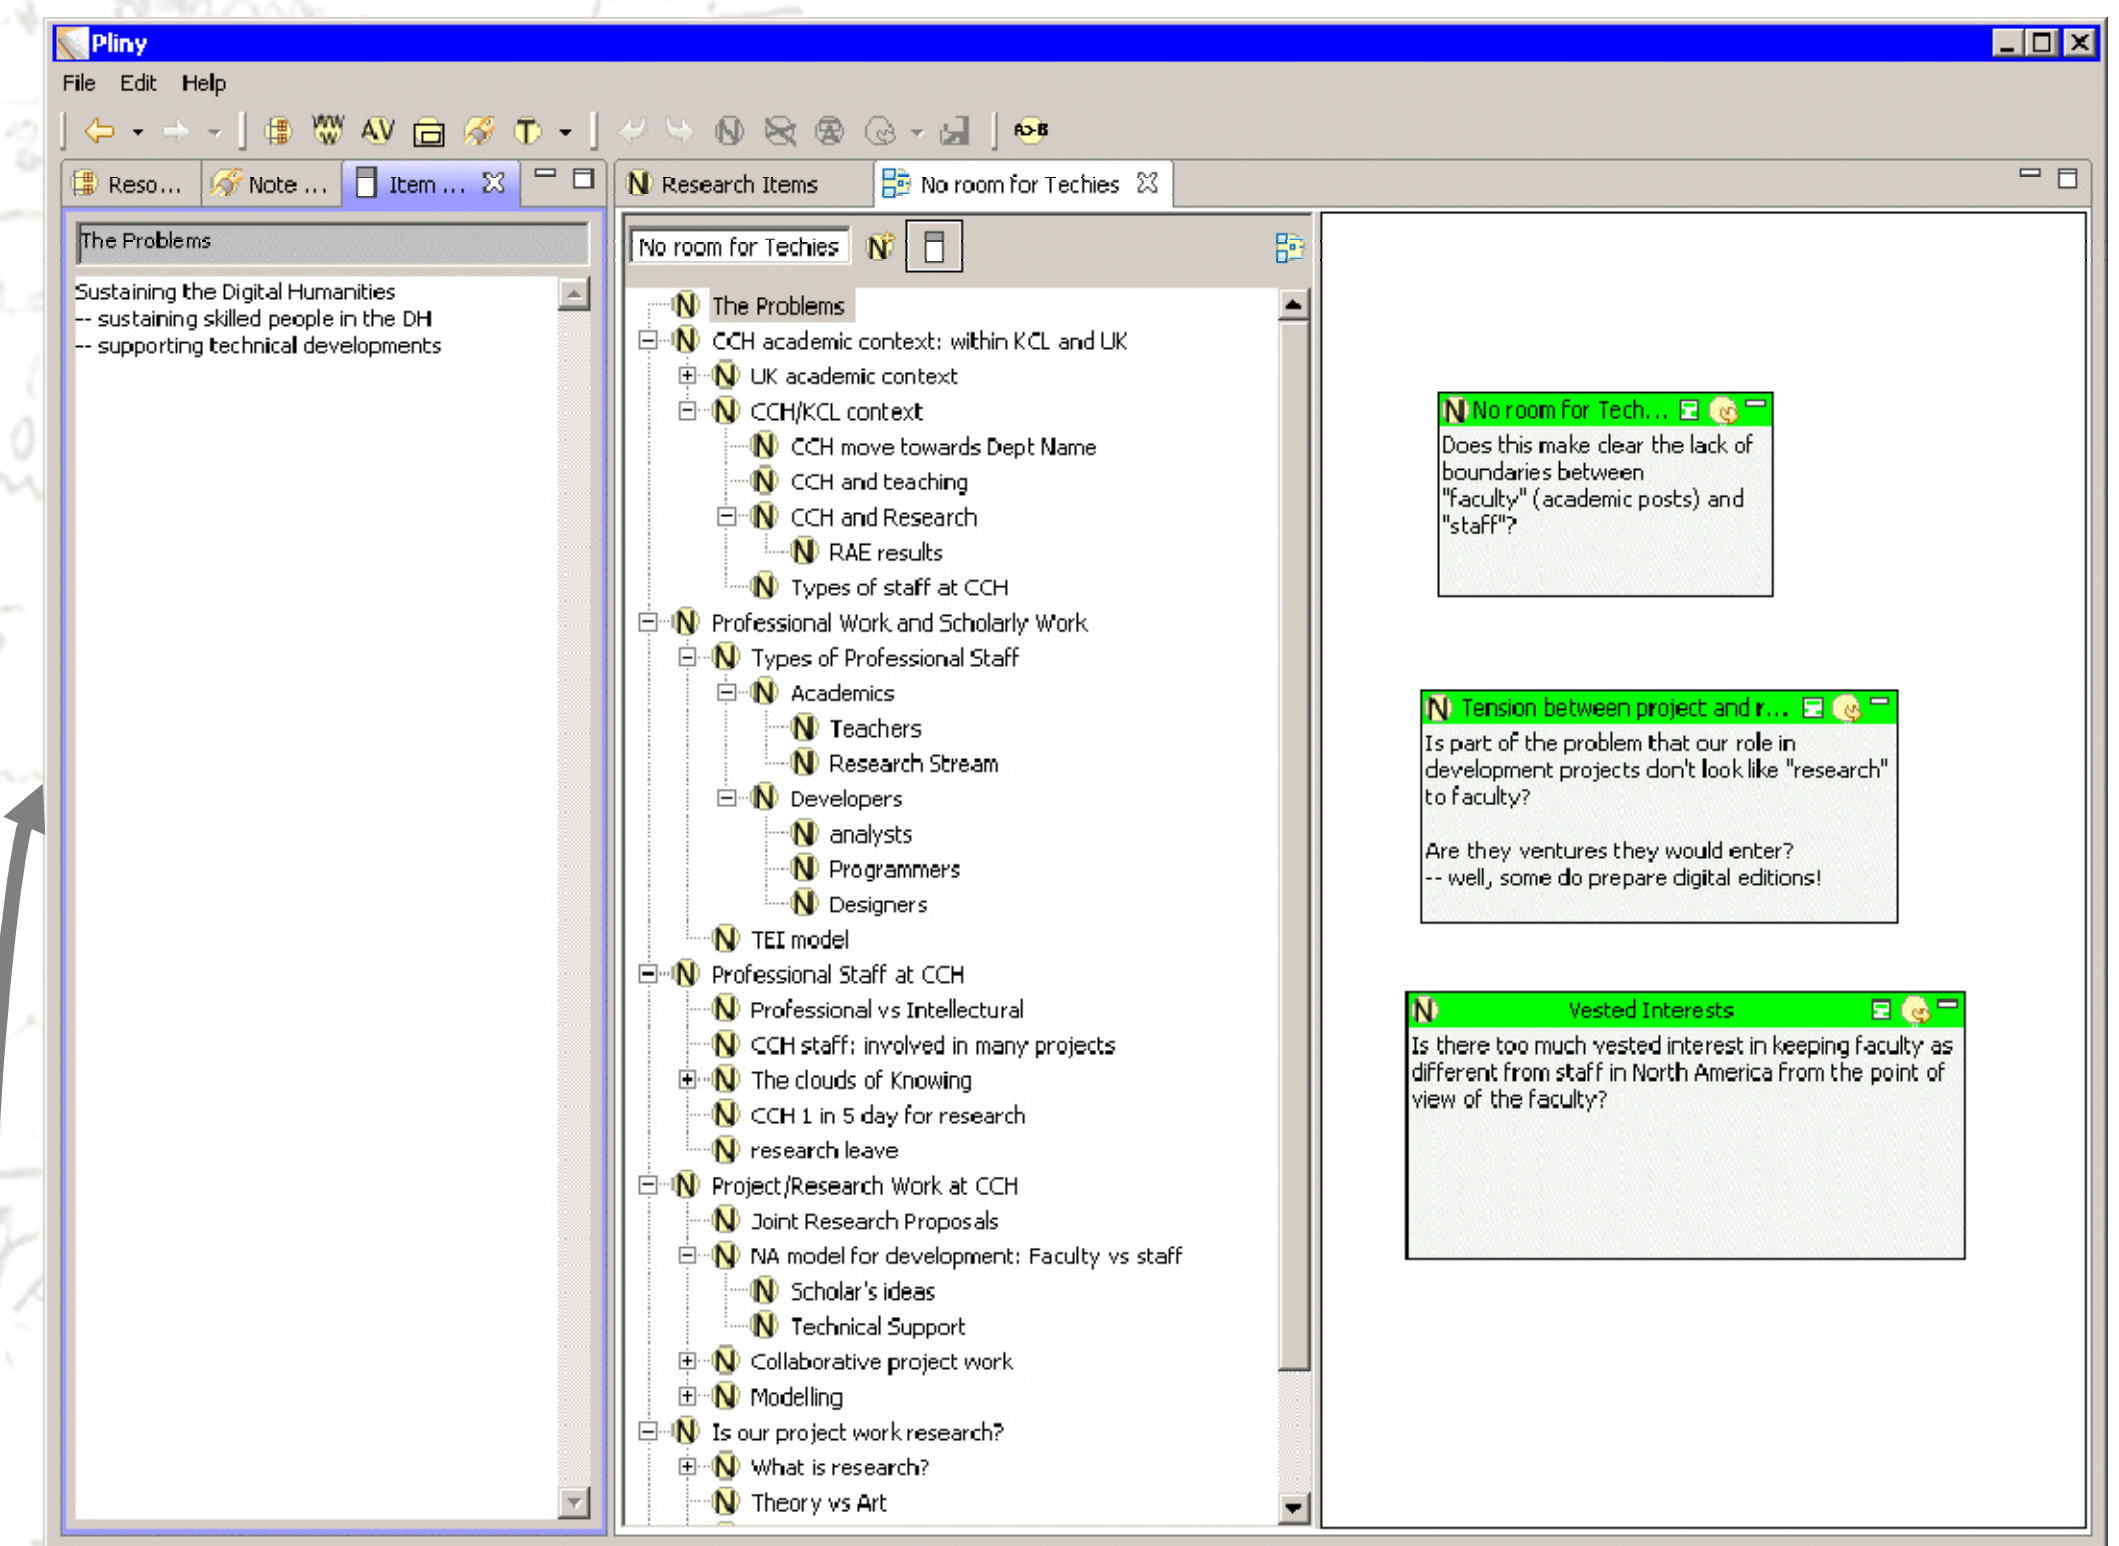 Pliny
File Edit Help
WW
W
AV
T
N
A>B
Reso...
Note ...
Item ...
N Research Items
No room for Techies
The Problems
Sustaining the Digital Humanities
-- sustaining skilled people in the DH
-- supporting technical developments
No room for Techies N
N The Problems
N CCH academic context: within KCL and UK
N UK academic context
N CCH/KCL context
N CCH move towards Dept Name
N CCH and teaching
N CCH and Research
N RAE results
N Types of staff at CCH
N Professional Work and Scholarly Work
N Types of Professional Staff
N Academics
N Teachers
N Research Stream
N Developers
N analysts
N Programmers
N Designers
N TEI model
N Professional Staff at CCH
N Professional vs Intellectural
N CCH staff: involved in many projects
N The clouds of Knowing
N CCH 1 in 5 day for research
N research leave
N Project/Research Work at CCH
N Joint Research Proposals
N NA model for development: Faculty vs staff
N Scholar's ideas
N Technical Support
N Collaborative project work
N Modelling
N Is our project work research?
N What is research?
N Theory vs Art
N No room for Tech...
Does this make clear the lack of
boundaries between
"faculty" (academic posts) and
"staff"?
N Tension between project and r...
Is part of the problem that our role in
development projects don't look like "research"
to faculty?
Are they ventures they would enter?
-- well, some do prepare digital editions!
N Vested Interests
Is there too much vested interest in keeping faculty as
different from staff in North America from the point of
view of the faculty?